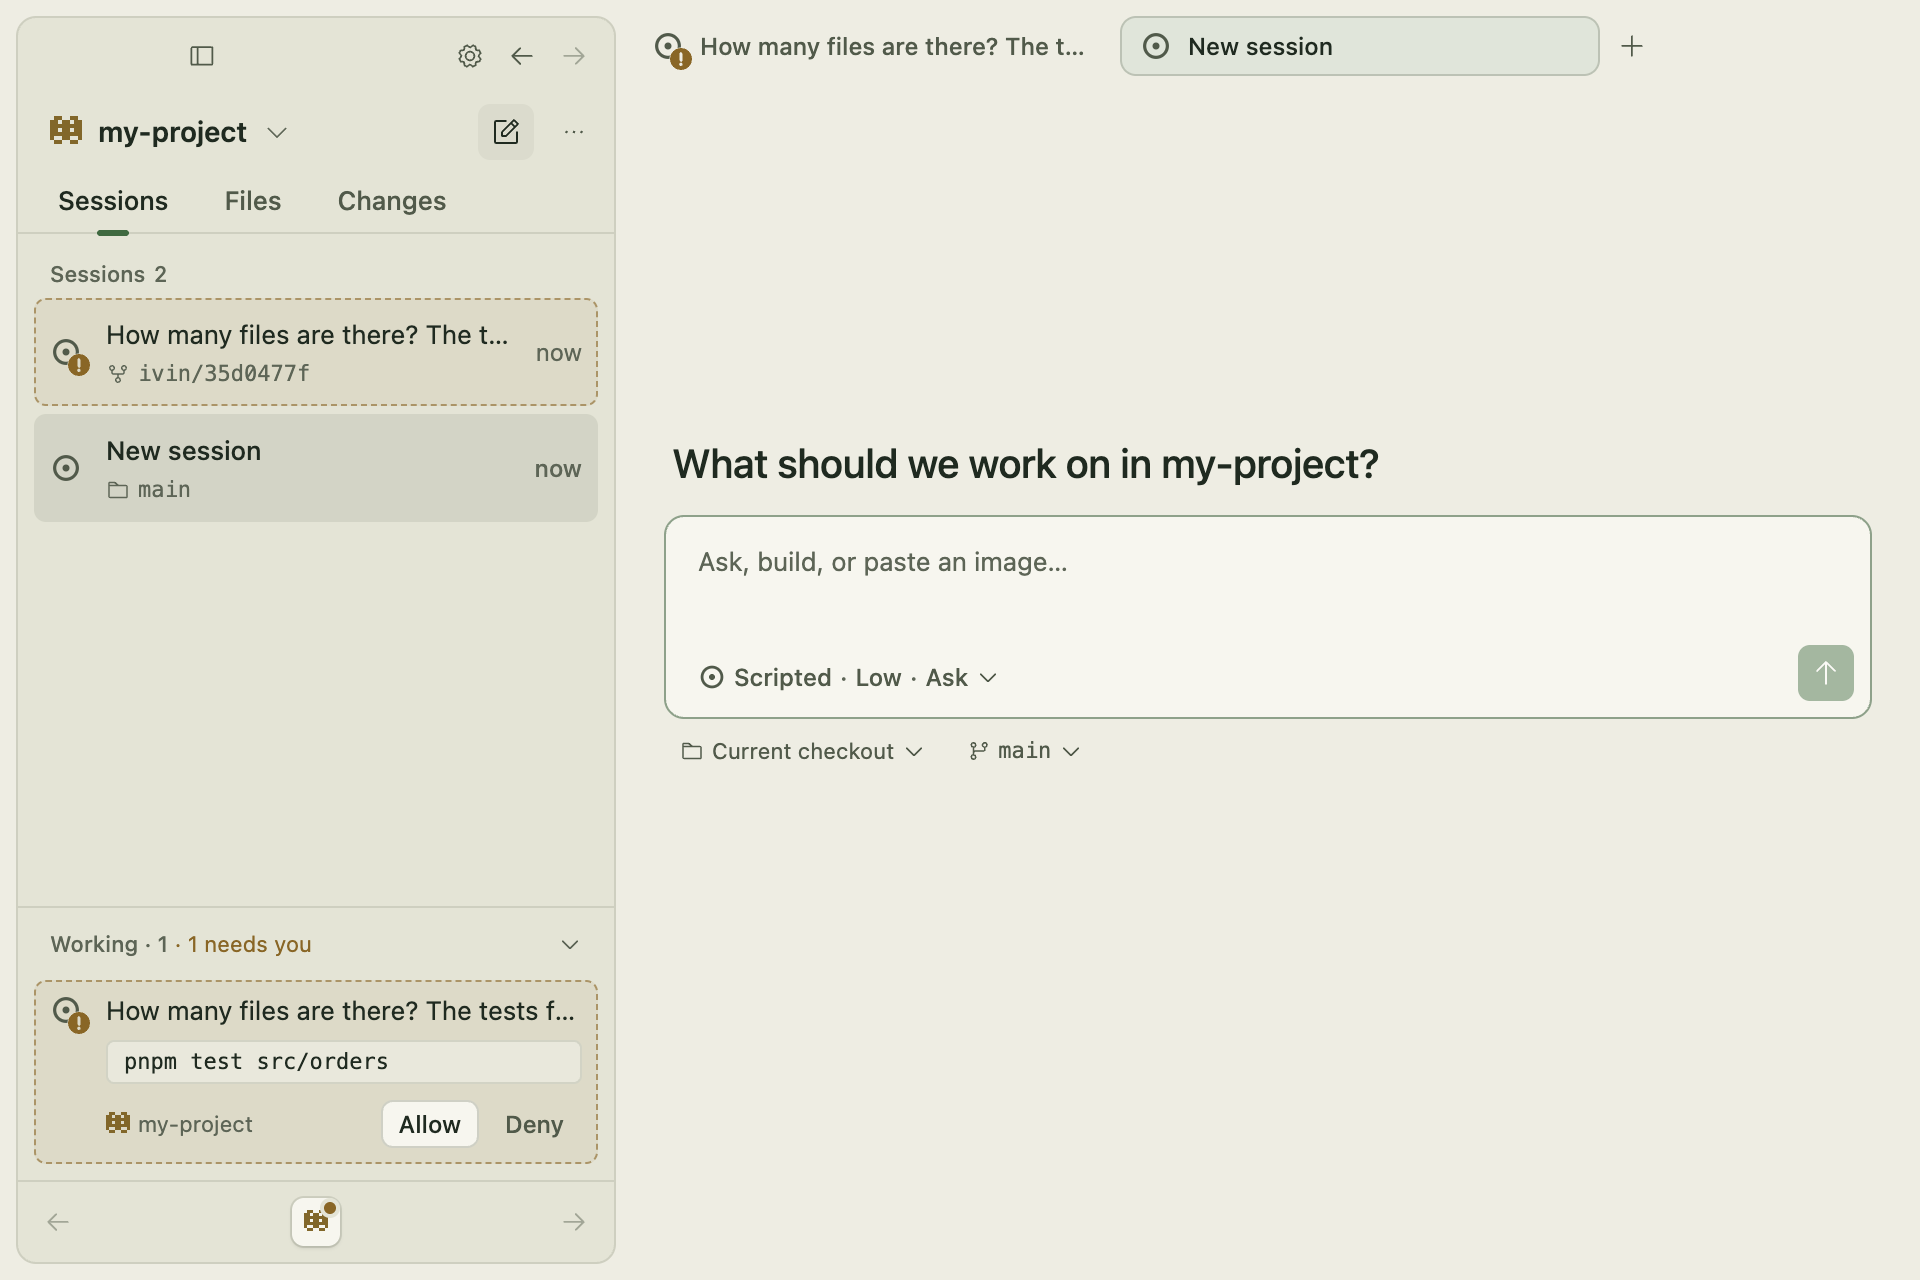 my-project
Sessions
Files
Changes
Sessions 2
How many files are there? The t...
now
ivin/35d0477f
New session
now
main
Working · 1 · 1 needs you
How many files are there? The tests f...
pnpm test src/orders
my-project
Allow
Deny
How many files are there? The t...
New session
What should we work on in my-project?
Ask, build, or paste an image...
Scripted · Low · Ask
Current checkout
main